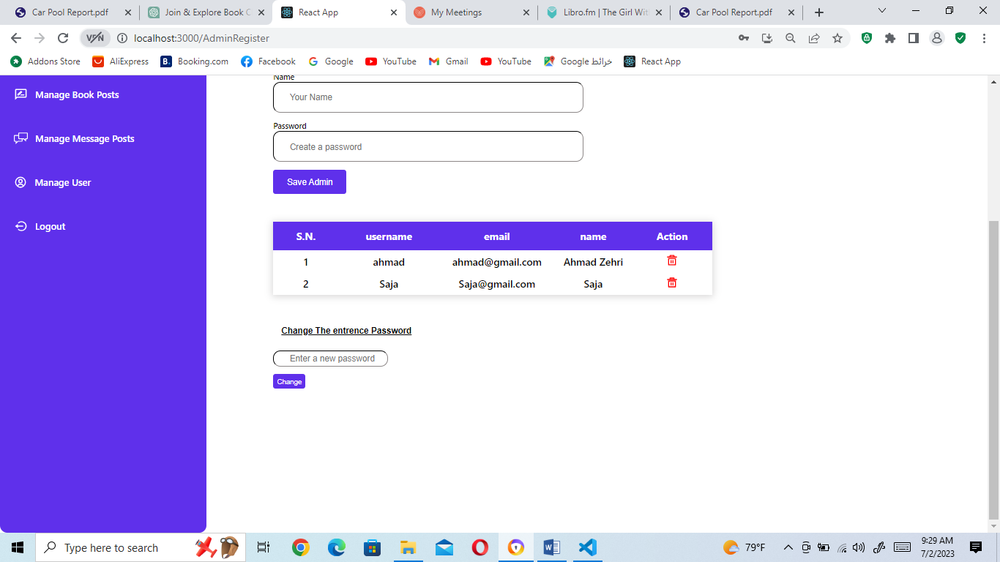 Car Pool Report.pdf
Join & Explore Book C
React App
My Meetings
Libro.fm | The Girl Wit
Car Pool Report.pdf
VPN
localhost:3000/AdminRegister
Addons Store
AliExpress
B.
Booking.com
Facebook
Google
YouTube
Gmail
YouTube
خرائط Google
React App
Manage Book Posts
Manage Message Posts
Manage User
Logout
Name
Your Name
Password
Create a password
Save Admin
S.N. username email name Action
1 ahmad ahmad@gmail.com Ahmad Zehri
2 Saja Saja@gmail.com Saja
Change The entrence Password
Enter a new password
Change
Type here to search
79°F
9:29 AM
7/2/2023